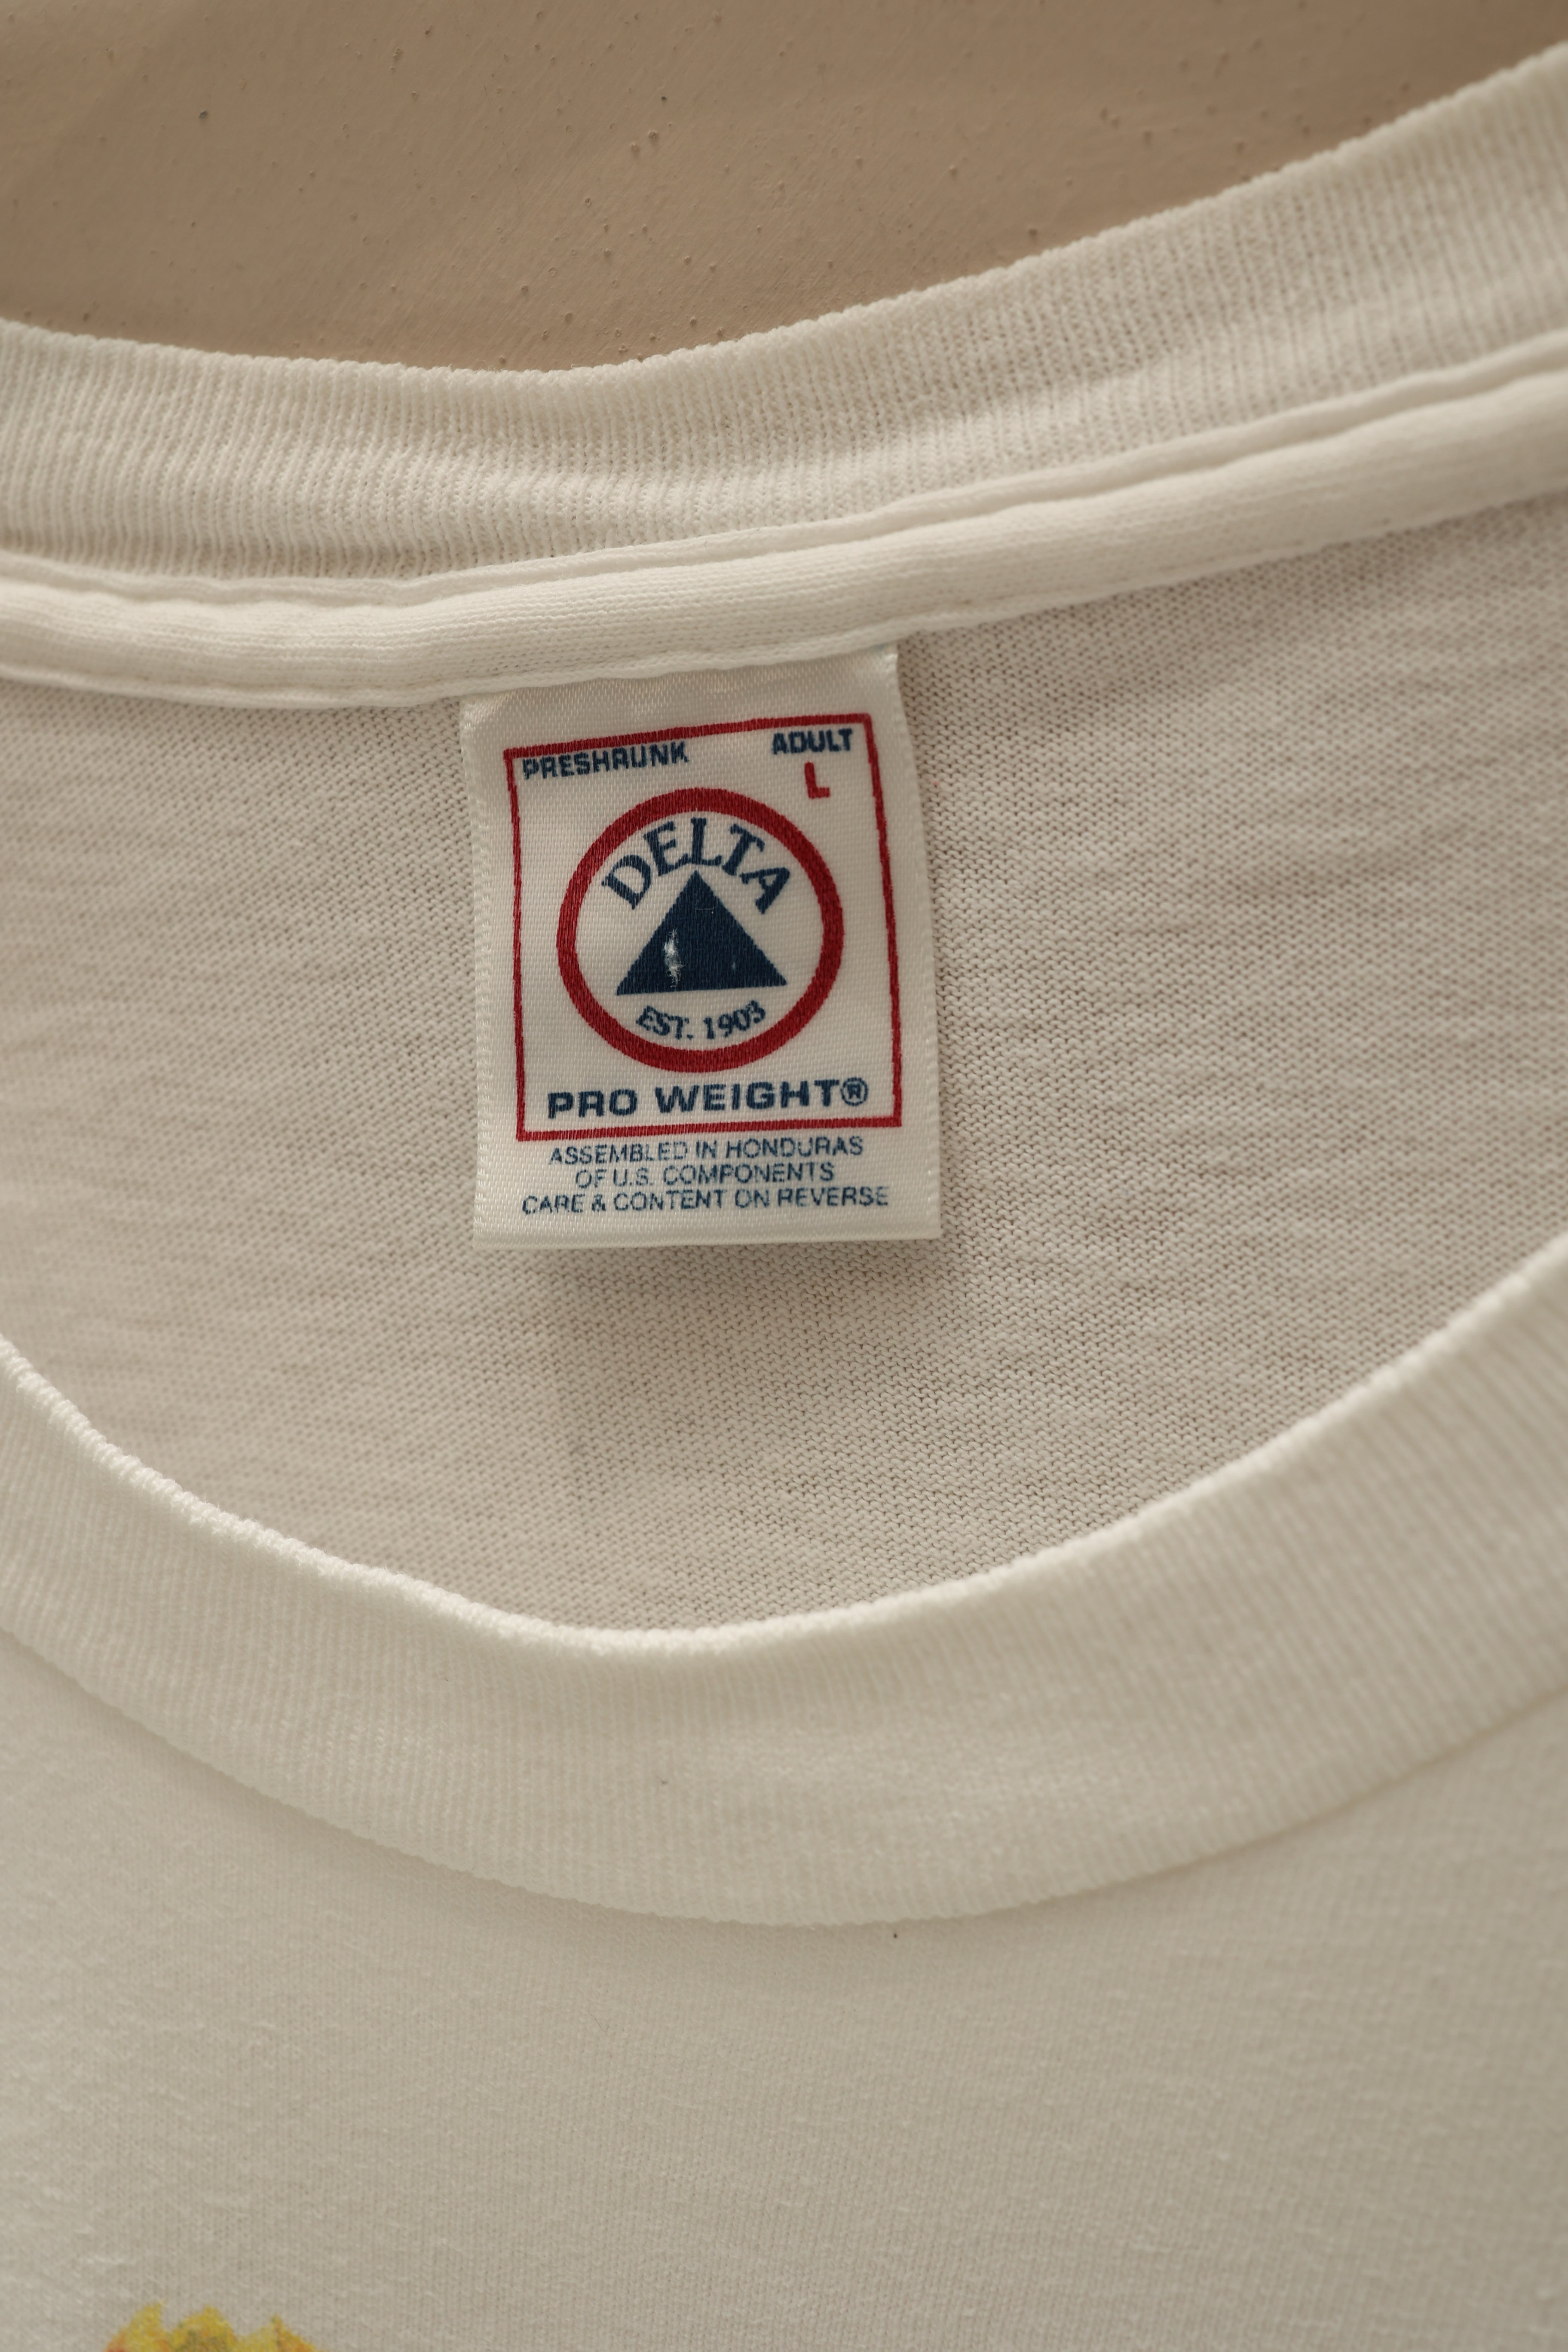 PRESHRUNK ADULT
L
DELTA
EST. 1903
PRO WEIGHT®
ASSEMBLED IN HONDURAS
OF U.S. COMPONENTS
CARE & CONTENT ON REVERSE